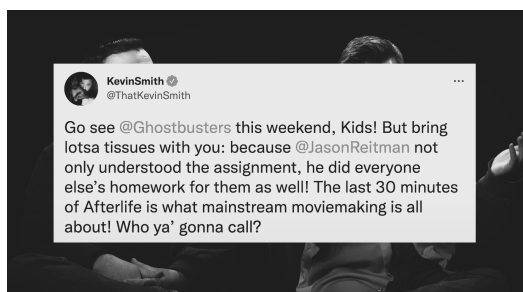 KevinSmith
@ThatKevinSmith
Go see @Ghostbusters this weekend, Kids! But bring
lotsa tissues with you: because @JasonReitman not
only understood the assignment, he did everyone
else's homework for them as well! The last 30 minutes
of Afterlife is what mainstream moviemaking is all
about! Who ya' gonna call?